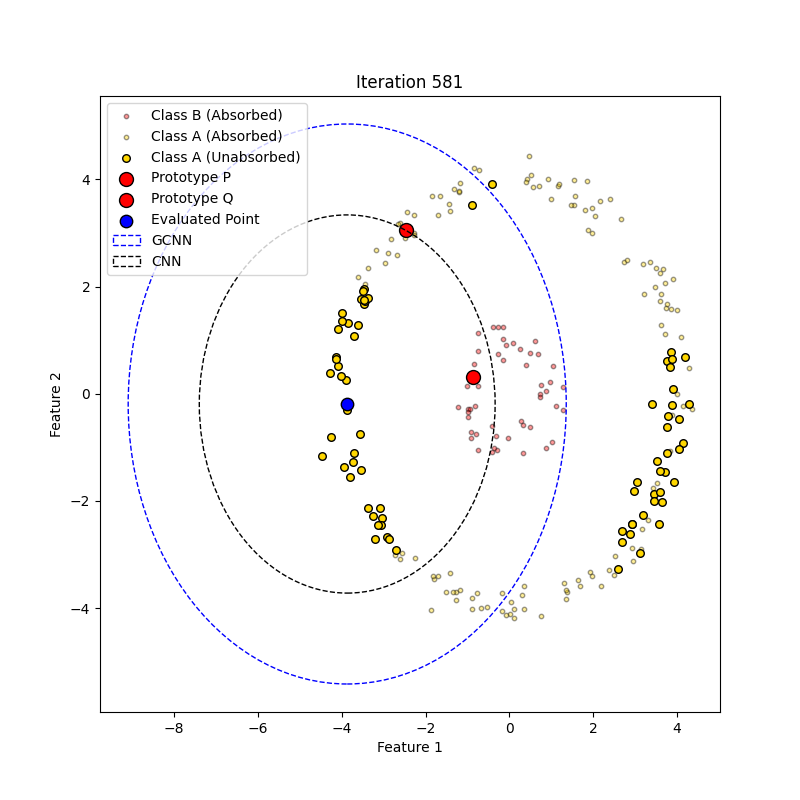 Iteration 581
Class B (Absorbed)
Class A (Absorbed)
Class A (Unabsorbed)
Prototype P
Prototype Q
Evaluated Point
GCNN
CNN
4
2
0
−2
−4
Feature 2
−8
−6
−4
−2
0
2
4
Feature 1